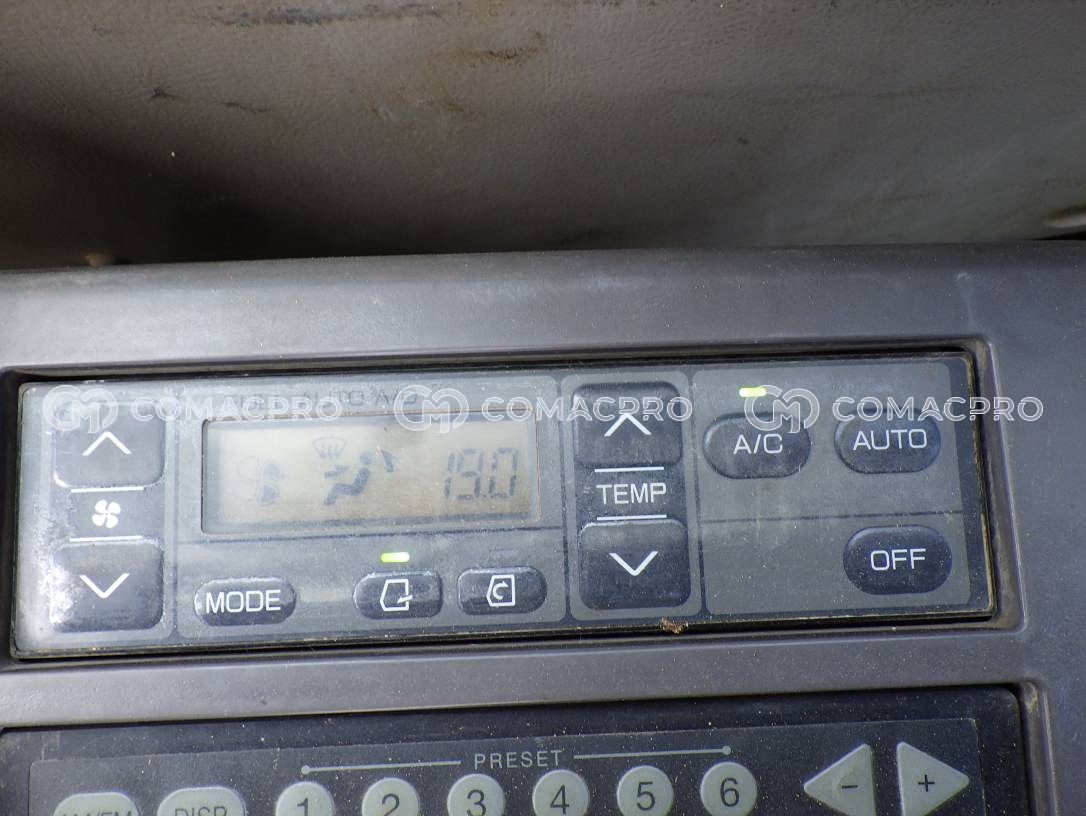 COMACPRO COMACPRO COMACPRO
19.0
TEMP
A/C
AUTO
MODE
OFF
PRESET
1 2 3 4 5 6 - +